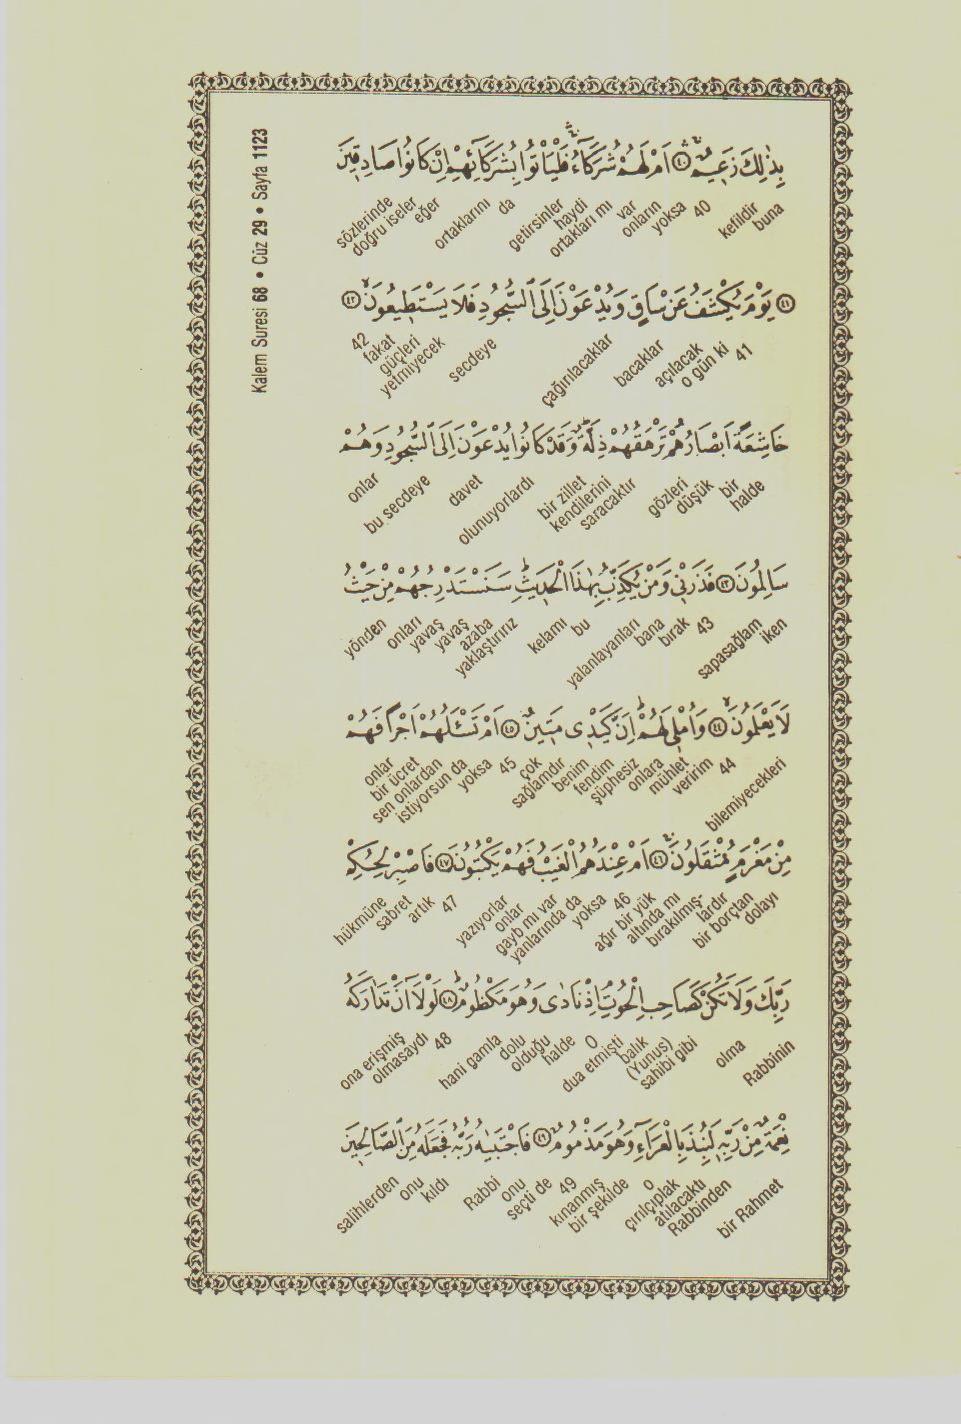 Kalem Suresi 68 • Cüz 29 • Sayfa 1123
بِذٰلِكَ زَعٖيمٌ ﴿٤٠﴾ اَمْ لَهُمْ شُرَكَٓاءُ فَلْيَأْتُوا بِشُرَكَٓائِهِمْ اِنْ كَانُوا صَادِقٖينَ
buna kefildir 40 yoksa onların var ortakları mı haydi getirsinler da ortaklarını eğer doğru iseler sözlerinde
﴿٤١﴾ يَوْمَ يُكْشَفُ عَنْ سَاقٍ وَيُدْعَوْنَ اِلَى السُّجُودِ فَلَا يَسْتَطٖيعُونَ ﴿٤٢﴾
41 o gün ki açılacak bacaklar çağırılacaklar secdeye yetmiyecek güçleri fakat 42
خَاشِعَةً اَبْصَارُهُمْ تَرْهَقُهُمْ ذِلَّةٌ وَقَدْ كَانُوا يُدْعَوْنَ اِلَى السُّجُودِ وَهُمْ
halde bir düşük gözleri saracaktır kendilerini bir zillet olunuyorlardı davet bu secdeye onlar
سَالِمُونَ ﴿٤٣﴾ فَذَرْنٖي وَمَنْ يُكَذِّبُ بِهٰذَا الْحَدٖيثِ سَنَسْتَدْرِجُهُمْ مِنْ حَيْثُ
iken sapasağlam 43 bırak bana yalanlayanları bu kelamı yaklaştırırız azaba yavaş yavaş onları yönden
لَا يَعْلَمُونَ ﴿٤٤﴾ وَاُمْلٖي لَهُمْ اِنَّ كَيْدٖي مَتٖينٌ ﴿٤٥﴾ اَمْ تَسْـَٔلُهُمْ اَجْرًا فَهُمْ
bilemiyecekleri 44 veririm mühlet onlara şüphesiz fendim benim sağlamdır çok 45 yoksa istiyorsun da sen onlardan bir ücret onlar
مِنْ مَغْرَمٍ مُثْقَلُونَ ﴿٤٦﴾ اَمْ عِنْدَهُمُ الْغَيْبُ فَهُمْ يَكْتُبُونَ ﴿٤٧﴾ فَاصْبِرْ لِحُكْمِ
dolayı bir borçtan lardır bırakılmış- altında mı ağır bir yük 46 yoksa yanlarında da gayb mı var onlar yazıyorlar 47 artık sabret hükmüne
رَبِّكَ وَلَا تَكُنْ كَصَاحِبِ الْحُوتِ اِذْ نَادٰى وَهُوَ مَكْظُومٌ ﴿٤٨﴾ لَوْلَٓا اَنْ تَدَارَكَهُ
Rabbinin olma sahibi gibi (Yunus) balık dua etmişti O halde olduğu dolu hani gamla 48 olmasaydı ona erişmiş
نِعْمَةٌ مِنْ رَبِّهٖ لَنُبِذَ بِالْعَرَٓاءِ وَهُوَ مَذْمُومٌ ﴿٤٩﴾ فَاجْتَبٰيهُ رَبُّهُ فَجَعَلَهُ مِنَ الصَّالِحٖينَ
bir Rahmet Rabbinden atılacaktı çırılçıplak o bir şekilde kınanmış 49 seçti de onu Rabbi kıldı onu salihlerden